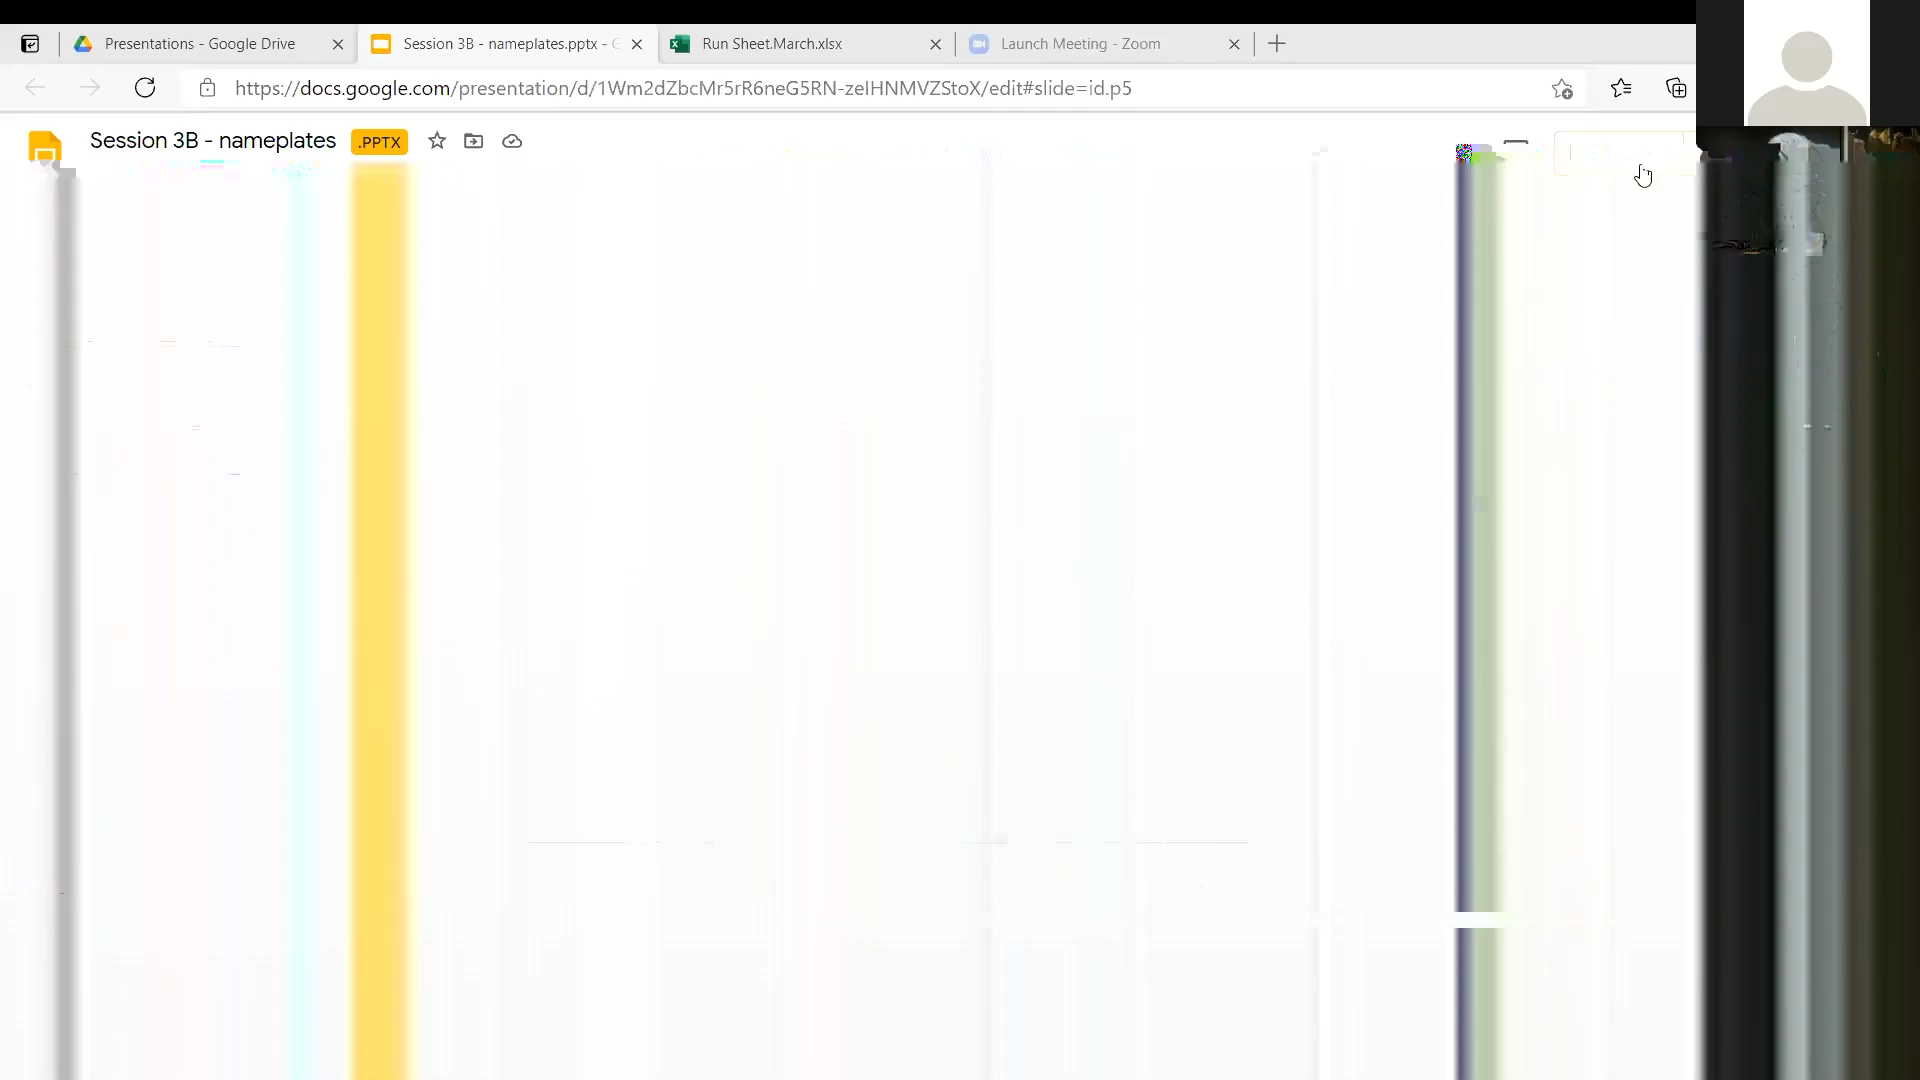 Presentations - Google Drive
Session 3B - nameplates.pptx - G
Run Sheet.March.xlsx
Launch Meeting - Zoom
https://docs.google.com/presentation/d/1Wm2dZbcMr5rR6neG5RN-zeIHNMVZStoX/edit#slide=id.p5
Session 3B - nameplates .PPTX